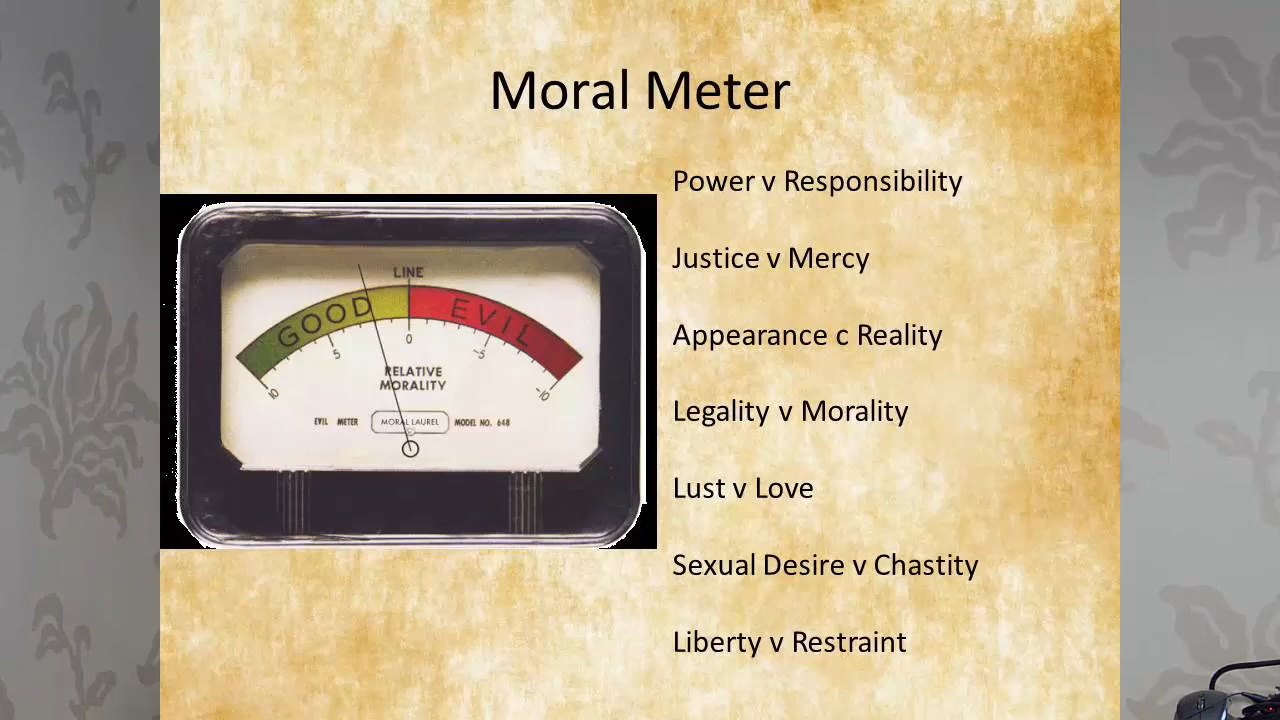 Moral Meter
Power v Responsibility
Justice v Mercy
Appearance c Reality
Legality v Morality
Lust v Love
Sexual Desire v Chastity
Liberty v Restraint
LINE
GOOD EVIL
10 5 0 -5 -10
RELATIVE
MORALITY
EVIL METER MORAL LAUREL MODEL NO. 648